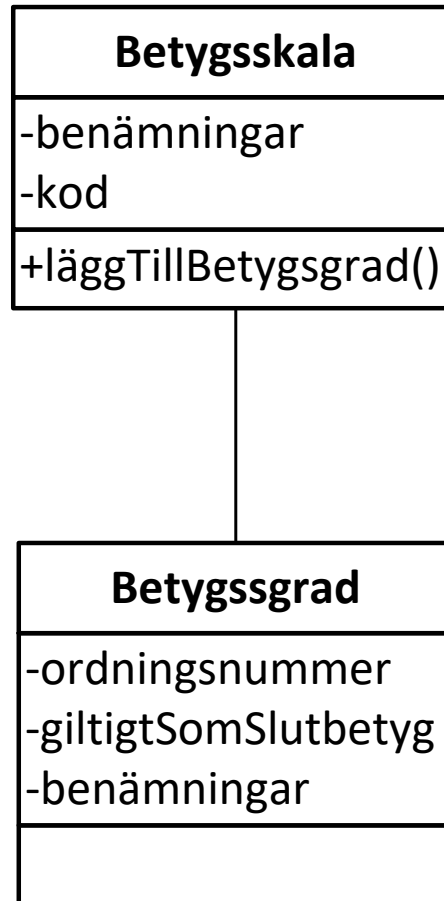 Betygsskala
-benämningar
-kod
+läggTillBetygsgrad()
Betygssgrad
-ordningsnummer
-giltigtSomSlutbetyg
-benämningar